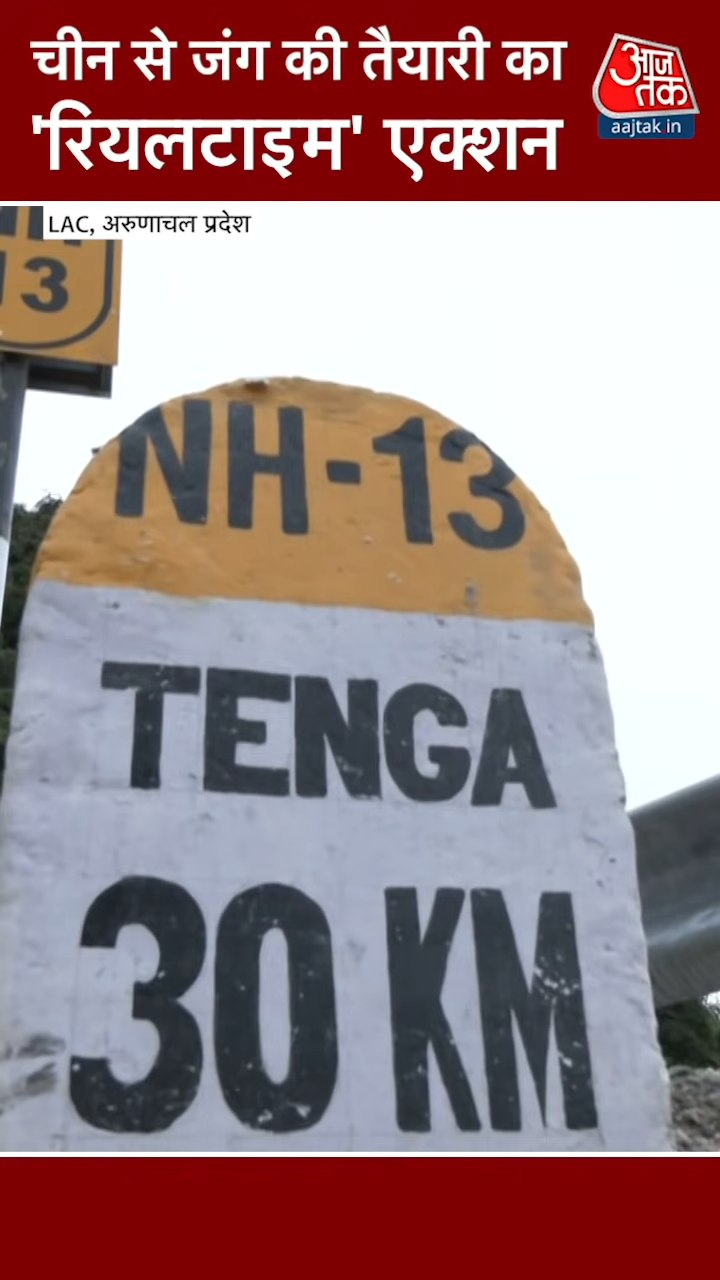 चीन से जंग की तैयारी का
'रियलटाइम' एक्शन
आज
तक
aajtak.in
LAC, अरुणाचल प्रदेश
13
NH-13
TENGA
30 KM